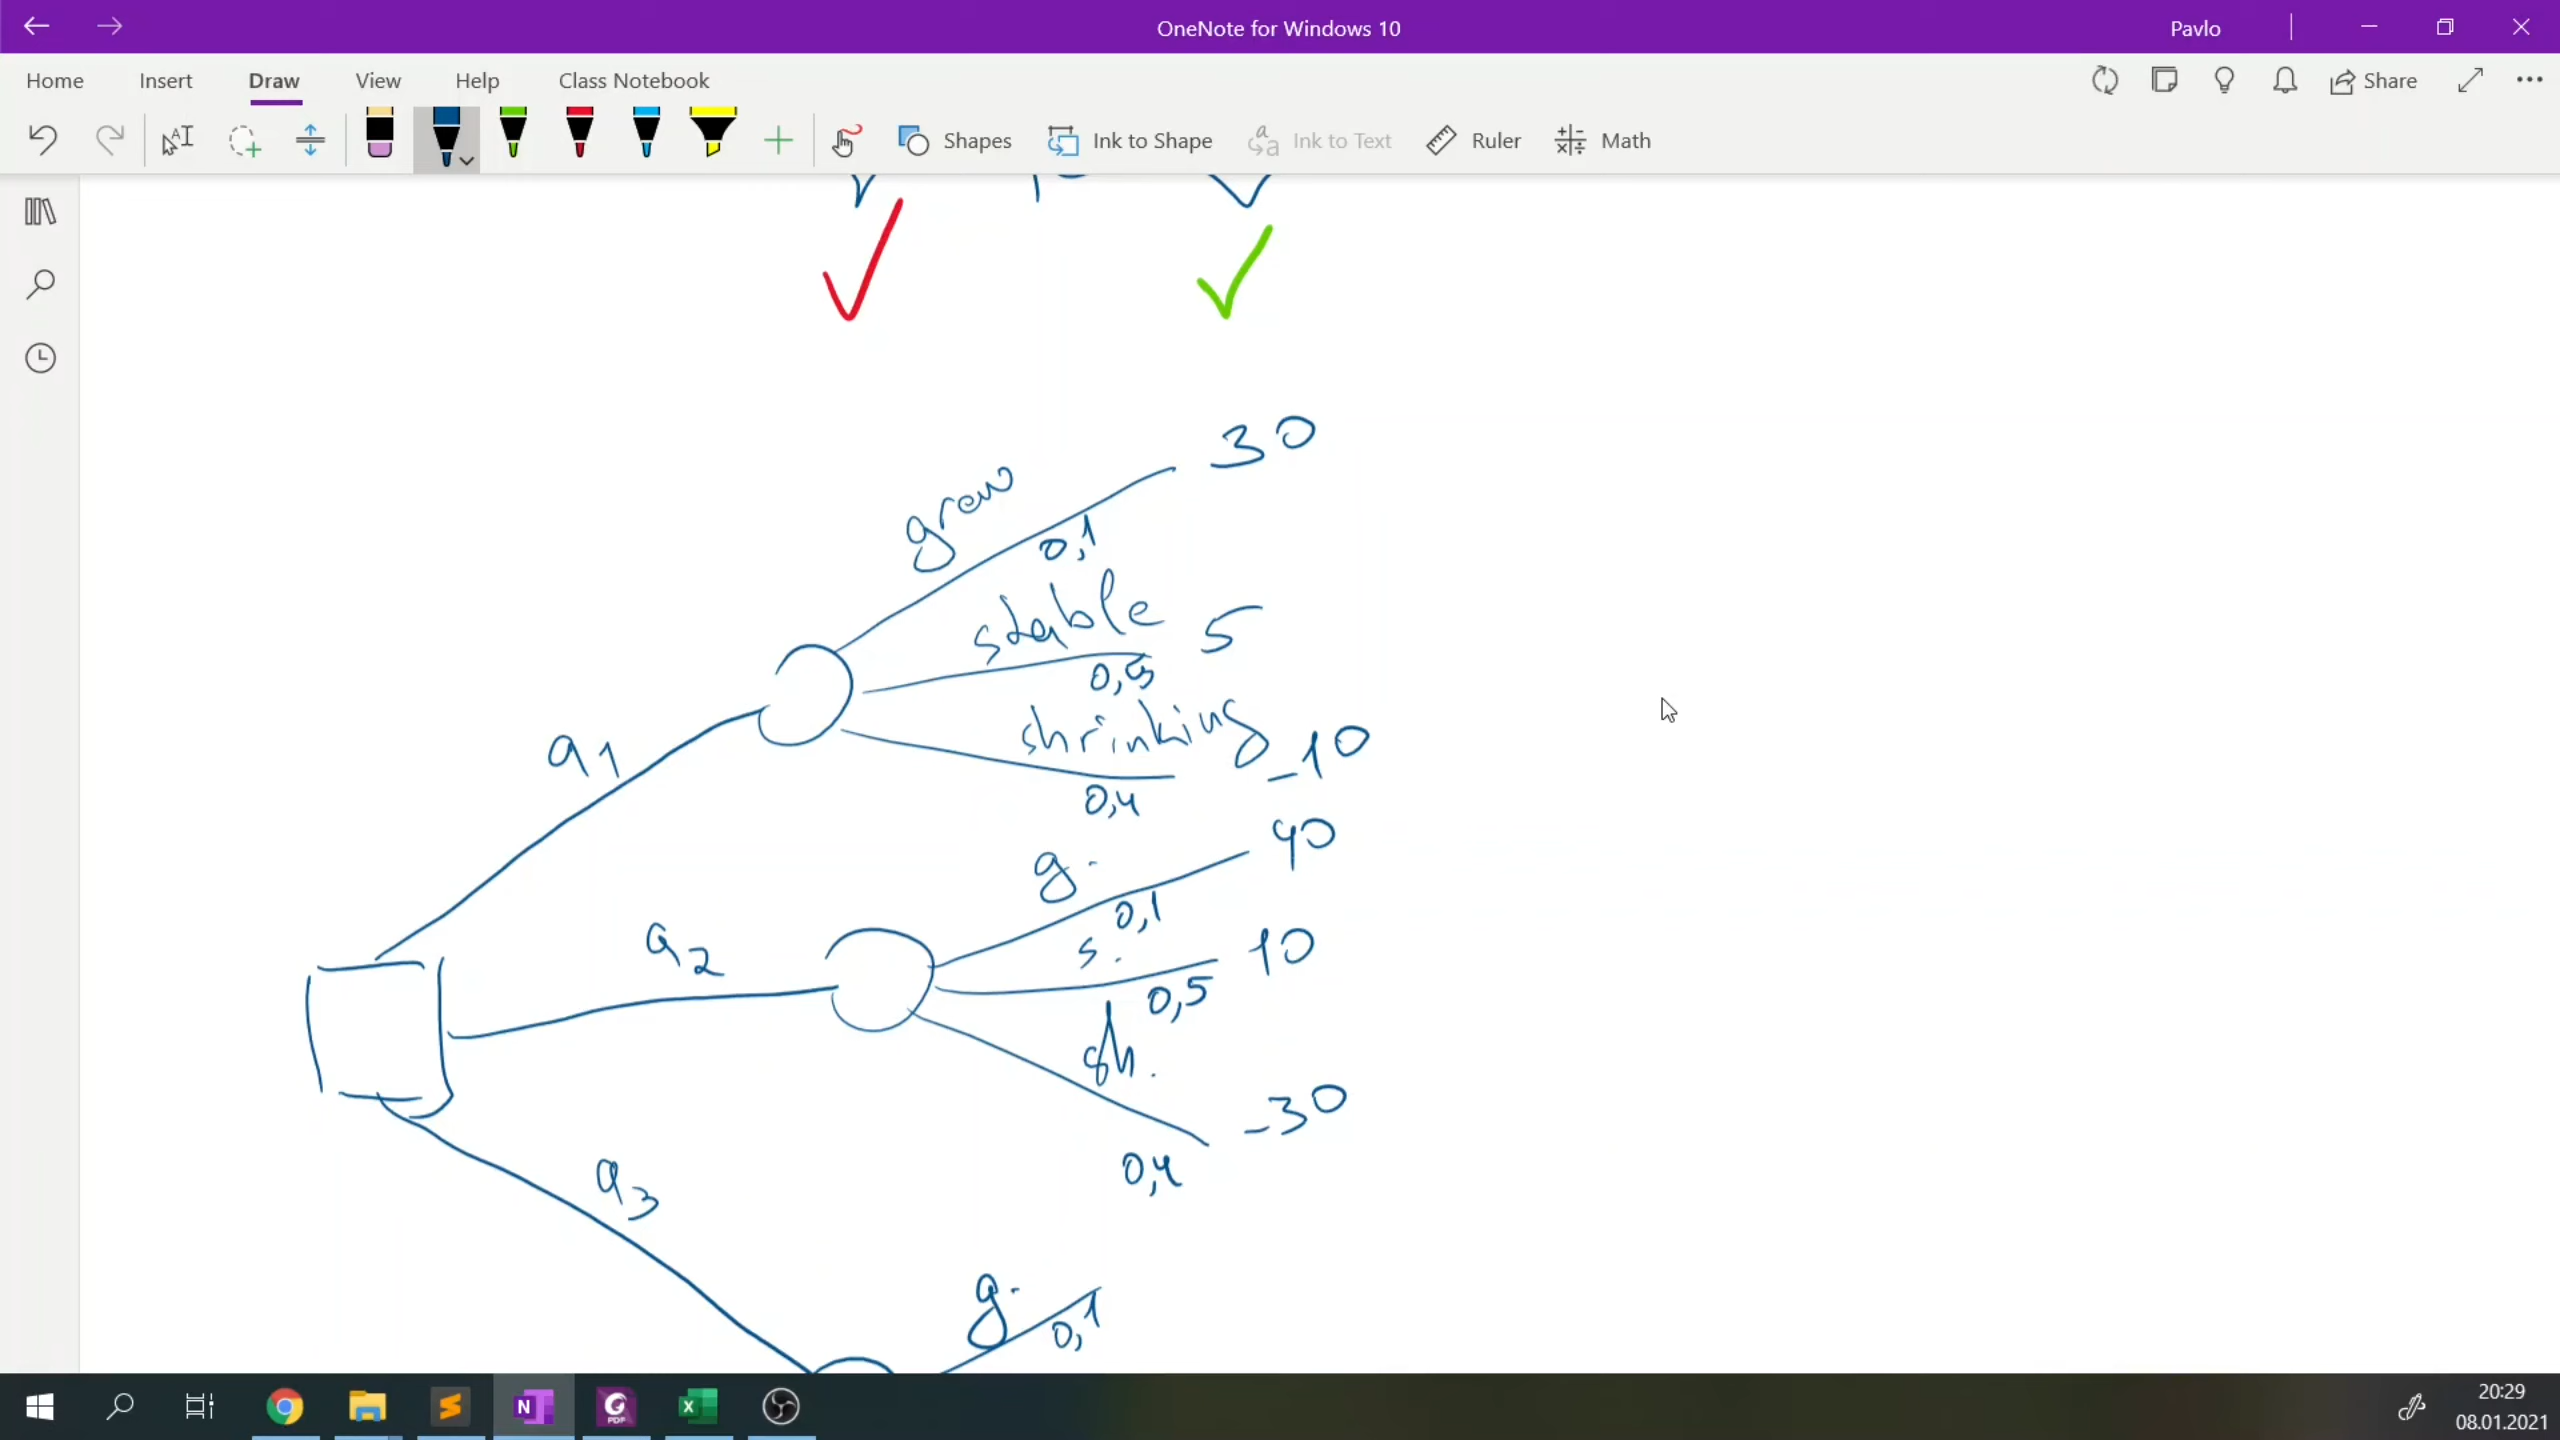 OneNote for Windows 10
Pavlo
Home Insert Draw View Help Class Notebook
Share
Shapes Ink to Shape Ink to Text Ruler Math
grow 30
0,1
stable 5
0,5
shrinking -10
0,4
a1
g. 40
0,1
s. 10
0,5
sh. -30
0,4
a2
a3
g.
0,1
20:29
08.01.2021